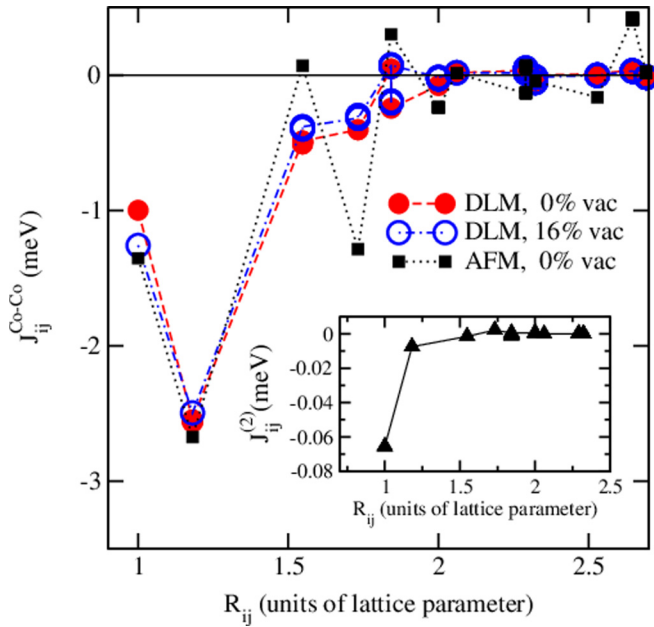 0
-1
-2
-3
J_ij^Co-Co (meV)
DLM, 0% vac
DLM, 16% vac
AFM, 0% vac
0
-0.02
-0.04
-0.06
-0.08
J_ij^(2) (meV)
1 1.5 2 2.5
R_ij (units of lattice parameter)
1 1.5 2 2.5
R_ij (units of lattice parameter)